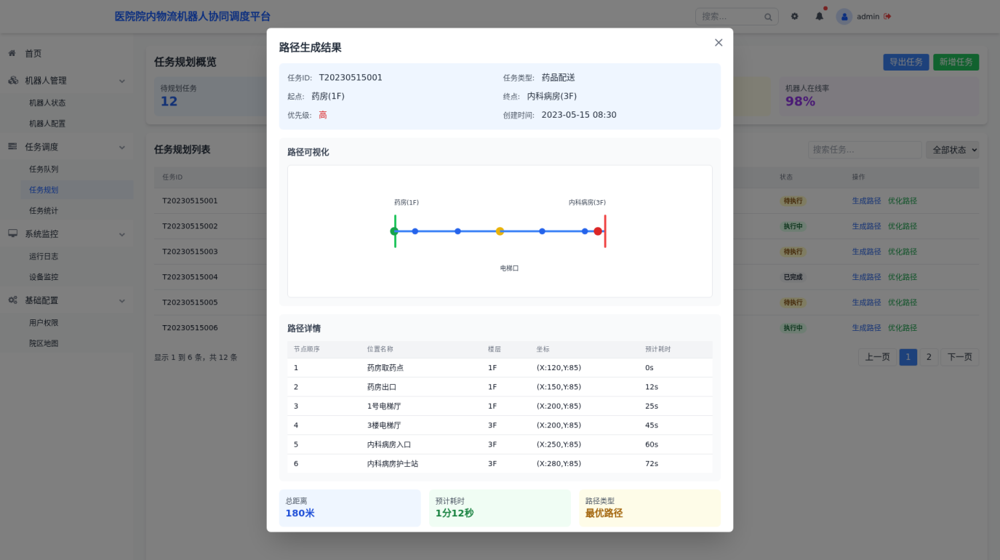 医院院内物流机器人协同调度平台
搜索...
admin
首页
机器人管理
机器人状态
机器人配置
任务调度
任务队列
任务规划
任务统计
系统监控
运行日志
设备监控
基础配置
用户权限
院区地图
任务规划概览
导出任务 新增任务
待规划任务
12
机器人在线率
98%
任务规划列表
搜索任务...
全部状态
任务ID 状态 操作
T20230515001 待执行 生成路径 优化路径
T20230515002 执行中 生成路径 优化路径
T20230515003 待执行 生成路径 优化路径
T20230515004 已完成 生成路径 优化路径
T20230515005 待执行 生成路径 优化路径
T20230515006 执行中 生成路径 优化路径
显示 1 到 6 条，共 12 条
上一页 1 2 下一页
路径生成结果
任务ID: T20230515001 任务类型: 药品配送
起点: 药房(1F) 终点: 内科病房(3F)
优先级: 高 创建时间: 2023-05-15 08:30
路径可视化
药房(1F) 内科病房(3F)
电梯口
路径详情
节点顺序 位置名称 楼层 坐标 预计耗时
1 药房取药点 1F (X:120,Y:85) 0s
2 药房出口 1F (X:150,Y:85) 12s
3 1号电梯厅 1F (X:200,Y:85) 25s
4 3楼电梯厅 3F (X:200,Y:85) 45s
5 内科病房入口 3F (X:250,Y:85) 60s
6 内科病房护士站 3F (X:280,Y:85) 72s
总距离
180米
预计耗时
1分12秒
路径类型
最优路径